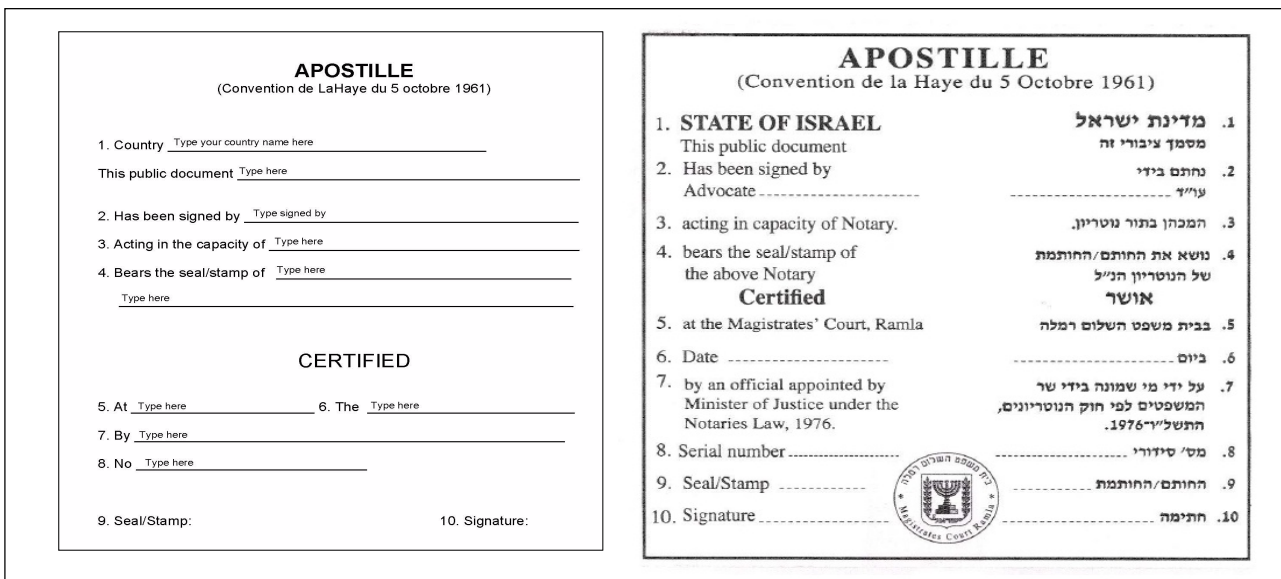 APOSTILLE
(Convention de LaHaye du 5 octobre 1961)
1. Country Type your country name here
This public document Type here
2. Has been signed by Type signed by
3. Acting in the capacity of Type here
4. Bears the seal/stamp of Type here
Type here
CERTIFIED
5. At Type here 6. The Type here
7. By Type here
8. No Type here
9. Seal/Stamp: 10. Signature:
APOSTILLE
(Convention de la Haye du 5 Octobre 1961)
1. STATE OF ISRAEL
This public document
2. Has been signed by
Advocate
3. acting in capacity of Notary.
4. bears the seal/stamp of
the above Notary
Certified
5. at the Magistrates' Court, Ramla
6. Date
7. by an official appointed by
Minister of Justice under the
Notaries Law, 1976.
8. Serial number
9. Seal/Stamp
10. Signature
1. מדינת ישראל
מסמך ציבורי זה
2. נחתם בידי
עו"ד
3. המכהן בתור נוטריון.
4. נושא את החותם/החותמת
של הנוטריון הנ"ל
אושר
5. בבית משפט השלום רמלה
6. ביום
7. על ידי מי שמונה בידי שר
המשפטים לפי חוק הנוטריונים,
התשל"ו-1976.
8. מס' סידורי
9. החותם/החותמת
10. חתימה
בית משפט השלום רמלה
Magistrates Court Ramla